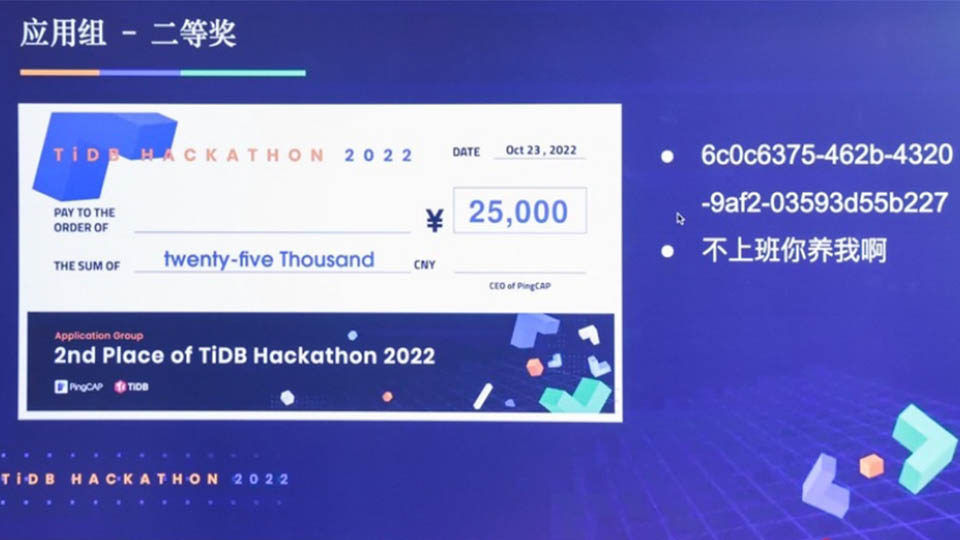 应用组 - 二等奖
TiDB HACKATHON 2022
DATE Oct 23 , 2022
PAY TO THE
ORDER OF
¥ 25,000
THE SUM OF twenty-five Thousand CNY
CEO of PingCAP
Application Group
2nd Place of TiDB Hackathon 2022
PingCAP TiDB
6c0c6375-462b-4320
-9af2-03593d55b227
不上班你养我啊
TiDB HACKATHON 2022